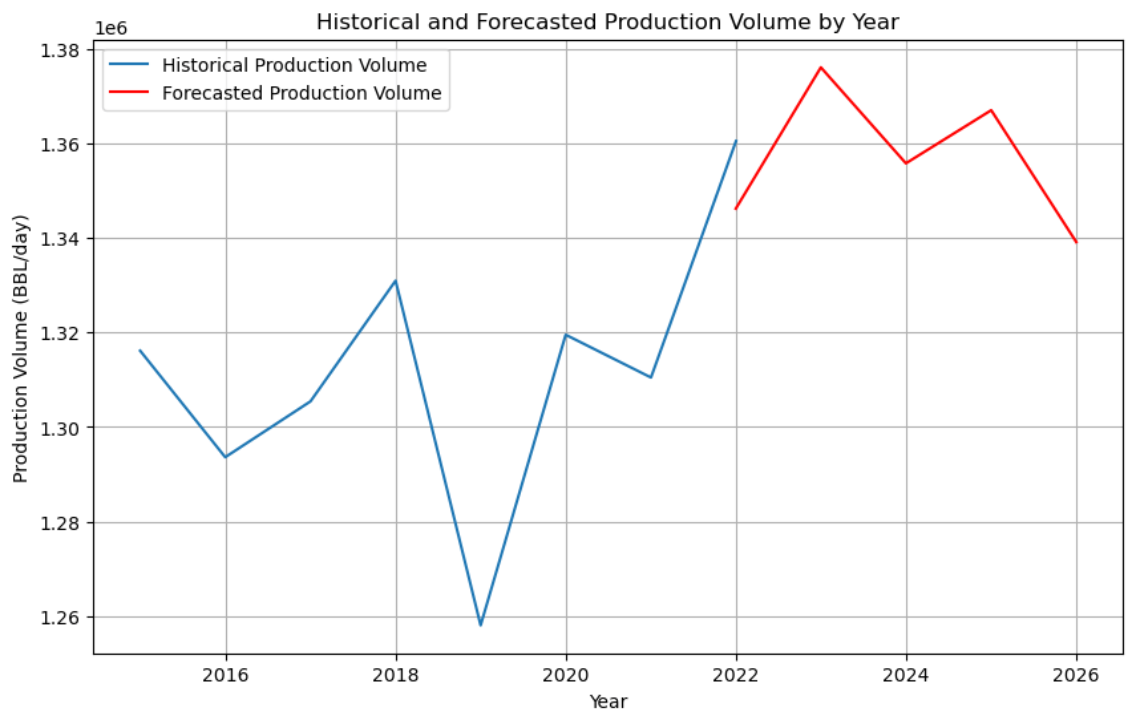 Historical and Forecasted Production Volume by Year
1e6
1.38
1.36
1.34
1.32
1.30
1.28
1.26
Production Volume (BBL/day)
Historical Production Volume
Forecasted Production Volume
2016 2018 2020 2022 2024 2026
Year